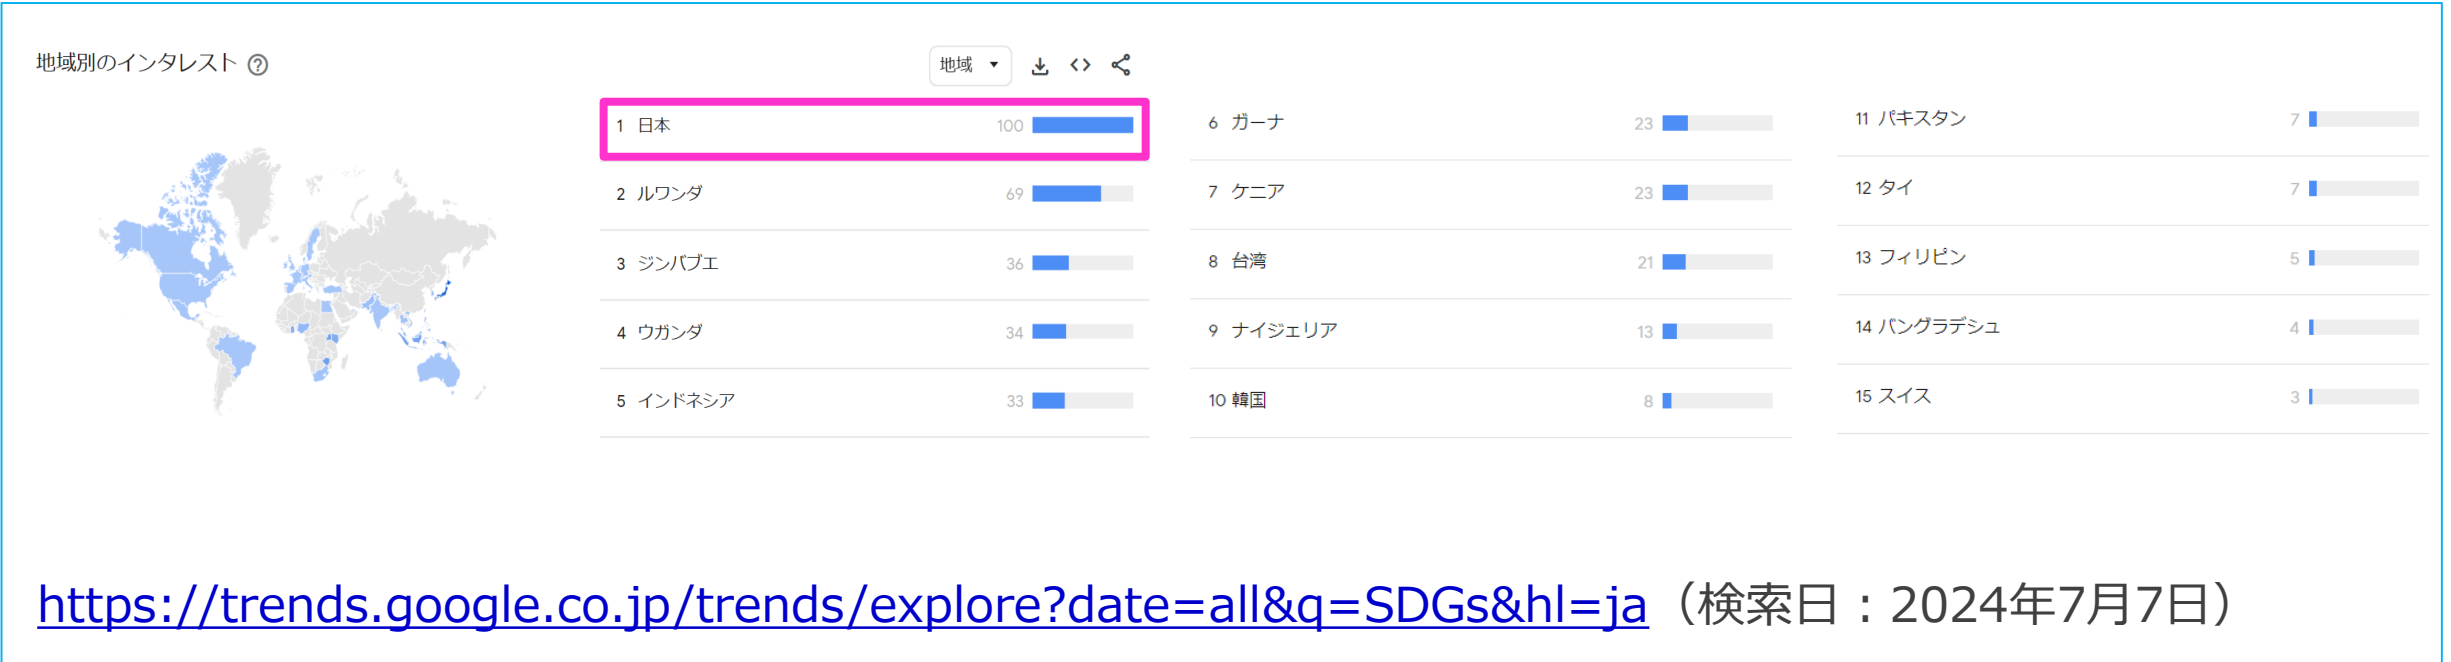 地域別のインタレスト ?
地域
1 日本 100
2 ルワンダ 69
3 ジンバブエ 36
4 ウガンダ 34
5 インドネシア 33
6 ガーナ 23
7 ケニア 23
8 台湾 21
9 ナイジェリア 13
10 韓国 8
11 パキスタン 7
12 タイ 7
13 フィリピン 5
14 バングラデシュ 4
15 スイス 3
https://trends.google.co.jp/trends/explore?date=all&q=SDGs&hl=ja（検索日：2024年7月7日）